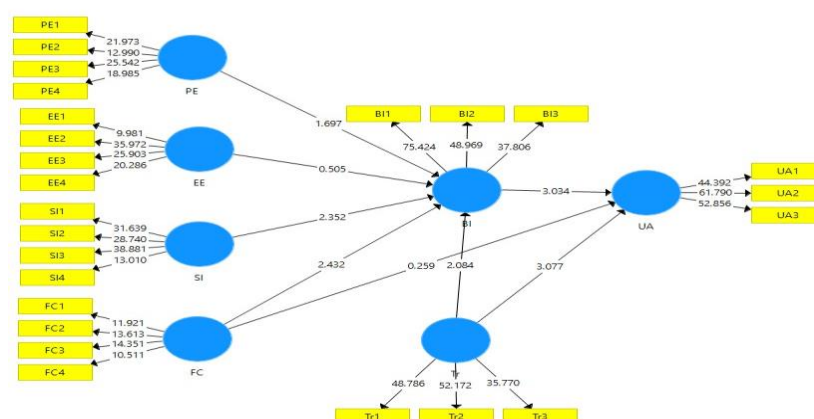 PE1
PE2
PE3
PE4
21.973
12.990
25.542
18.985
PE
EE1
EE2
EE3
EE4
9.981
35.972
25.903
20.286
EE
SI1
SI2
SI3
SI4
31.639
28.740
38.881
13.010
SI
FC1
FC2
FC3
FC4
11.921
13.613
14.351
10.511
FC
1.697
0.505
2.352
2.432
0.259
2.084
3.077
3.034
BI1
BI2
BI3
75.424
48.969
37.806
BI
UA
44.392
61.790
52.856
UA1
UA2
UA3
Tr
48.786
52.172
35.770
Tr1
Tr2
Tr3